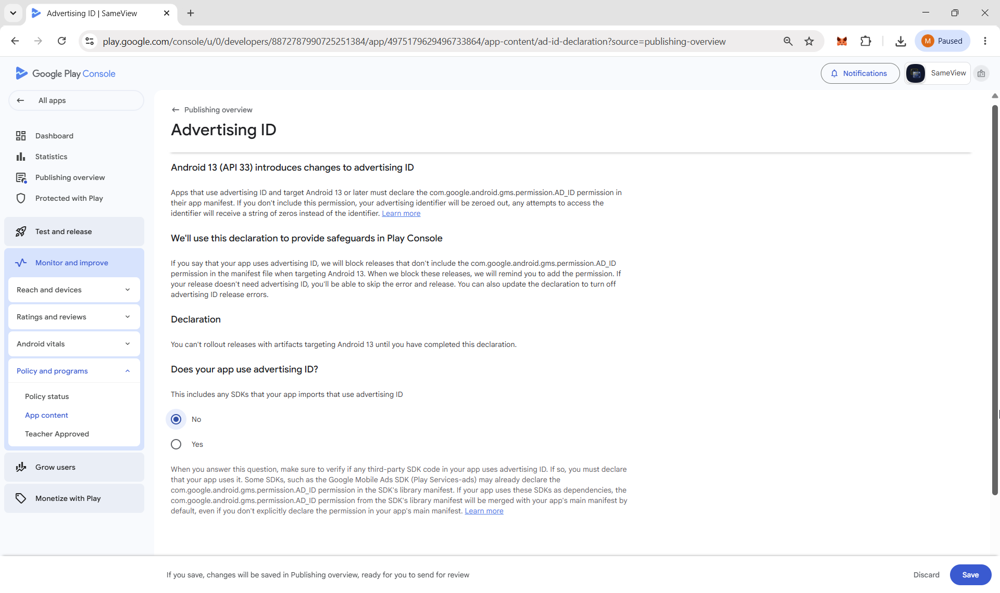 Advertising ID | SameView
play.google.com/console/u/0/developers/8872787990725251384/app/4975179629496733864/app-content/ad-id-declaration?source=publishing-overview
M Paused
Google Play Console
Notifications
SameView
All apps
Dashboard
Statistics
Publishing overview
Protected with Play
Test and release
Monitor and improve
Reach and devices
Ratings and reviews
Android vitals
Policy and programs
Policy status
App content
Teacher Approved
Grow users
Monetize with Play
Publishing overview
Advertising ID
Android 13 (API 33) introduces changes to advertising ID
Apps that use advertising ID and target Android 13 or later must declare the com.google.android.gms.permission.AD_ID permission in
their app manifest. If you don't include this permission, your advertising identifier will be zeroed out, any attempts to access the
identifier will receive a string of zeros instead of the identifier. Learn more
We'll use this declaration to provide safeguards in Play Console
If you say that your app uses advertising ID, we will block releases that don't include the com.google.android.gms.permission.AD_ID
permission in the manifest file when targeting Android 13. When we block these releases, we will remind you to add the permission. If
your release doesn't need advertising ID, you'll be able to skip the error and release. You can also update the declaration to turn off
advertising ID release errors.
Declaration
You can't rollout releases with artifacts targeting Android 13 until you have completed this declaration.
Does your app use advertising ID?
This includes any SDKs that your app imports that use advertising ID
No
Yes
When you answer this question, make sure to verify if any third-party SDK code in your app uses advertising ID. If so, you must declare
that your app uses it. Some SDKs, such as the Google Mobile Ads SDK (Play Services-ads) may already declare the
com.google.android.gms.permission.AD_ID permission in the SDK's library manifest. If your app uses these SDKs as dependencies, the
com.google.android.gms.permission.AD_ID permission from the SDK's library manifest will be merged with your app's main manifest by
default, even if you don't explicitly declare the permission in your app's main manifest. Learn more
If you save, changes will be saved in Publishing overview, ready for you to send for review
Discard
Save